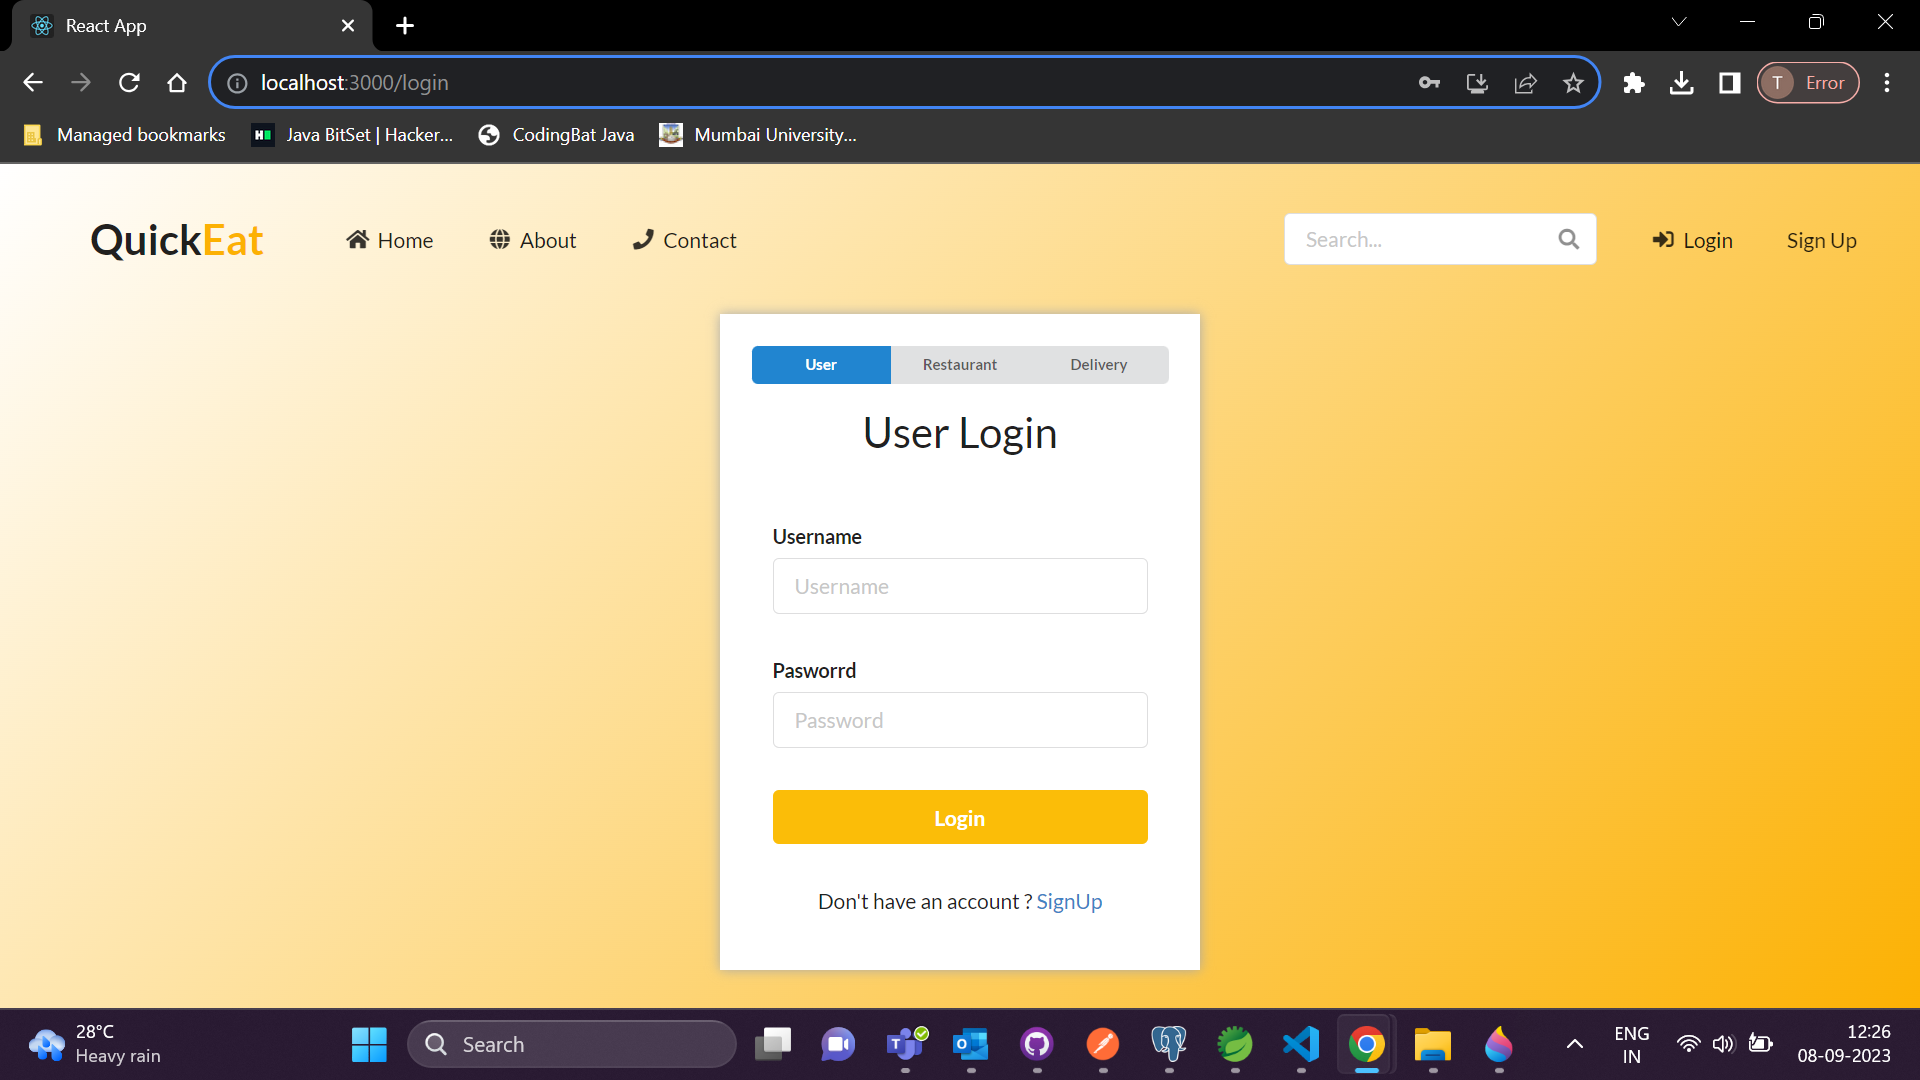 React App
localhost:3000/login
T Error
Managed bookmarks
Java BitSet | Hacker...
CodingBat Java
Mumbai University...
QuickEat
Home
About
Contact
Search...
Login
Sign Up
User
Restaurant
Delivery
User Login
Username
Username
Pasworrd
Password
Login
Don't have an account ? SignUp
28°C
Heavy rain
Search
ENG
IN
12:26
08-09-2023